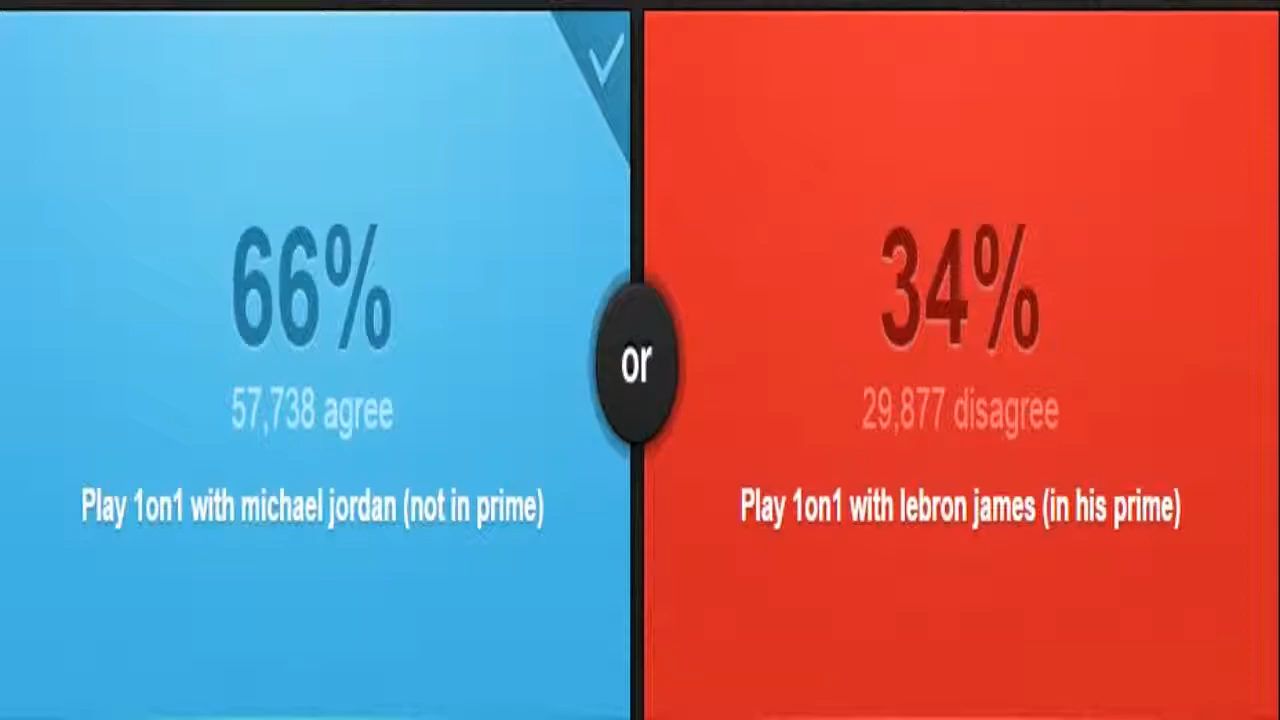 66%
57,738 agree
Play 1on1 with michael jordan (not in prime)
or
34%
29,877 disagree
Play 1on1 with lebron james (in his prime)